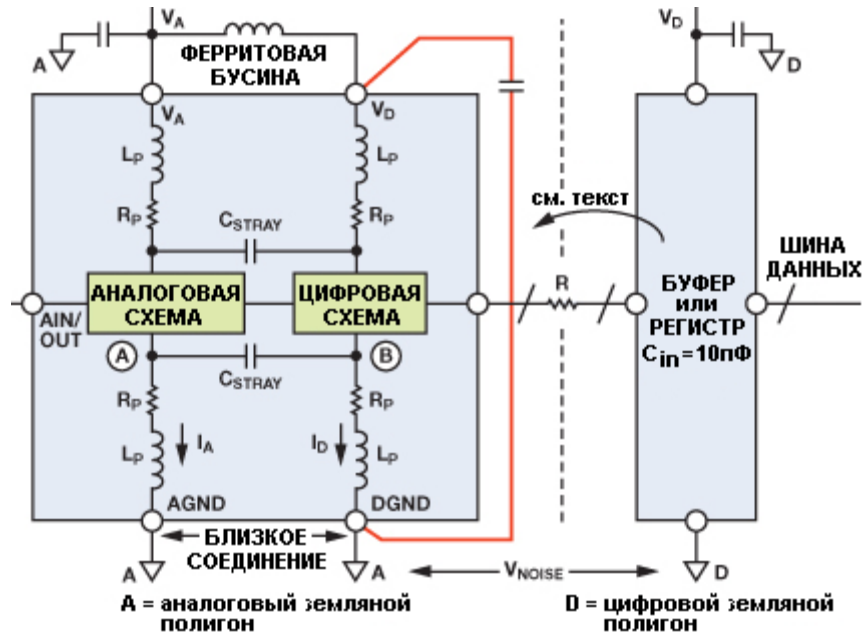 VA
VD
A
ФЕРРИТОВАЯ
БУСИНА
D
VA
VD
LP
LP
см. текст
RP
CSTRAY
RP
ШИНА
ДАННЫХ
АНАЛОГОВАЯ
СХЕМА
ЦИФРОВАЯ
СХЕМА
R
БУФЕР
или
РЕГИСТР
Cin=10пФ
AIN/
OUT
A
B
CSTRAY
RP
RP
IA
ID
LP
LP
AGND
DGND
БЛИЗКОЕ
СОЕДИНЕНИЕ
A
A
VNOISE
D
A = аналоговый земляной
полигон
D = цифровой земляной
полигон